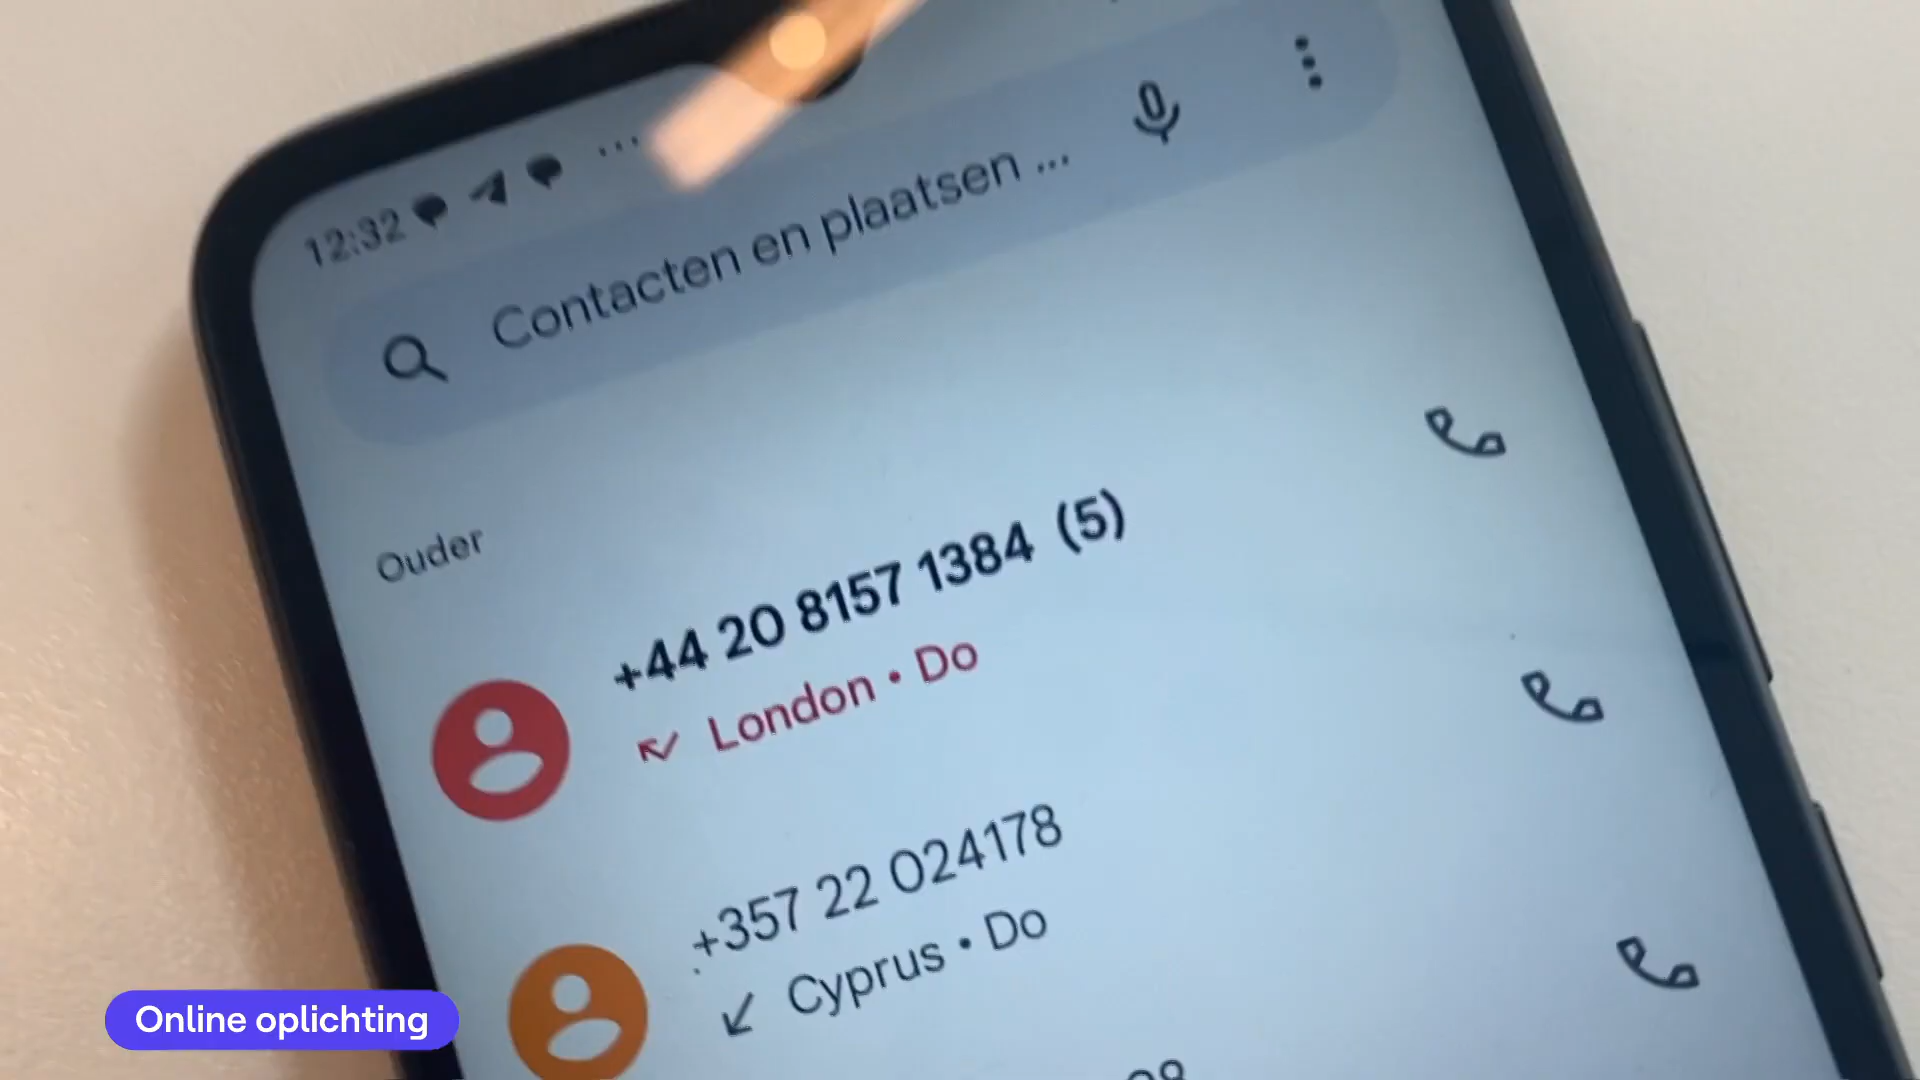 12:32
Contacten en plaatsen ...
Ouder
+44 20 8157 1384 (5)
London • Do
+357 22 024178
Cyprus • Do
98
Online oplichting